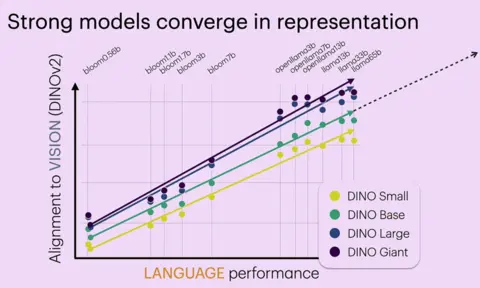 Strong models converge in representation
bloom0.56b
bloom1.1b
bloom1.7b
bloom3b
bloom7b
openllama3b
openllama7b
openllama13b
llama13b
llama33b
llama65b
Alignment to VISION (DINOv2)
DINO Small
DINO Base
DINO Large
DINO Giant
LANGUAGE performance